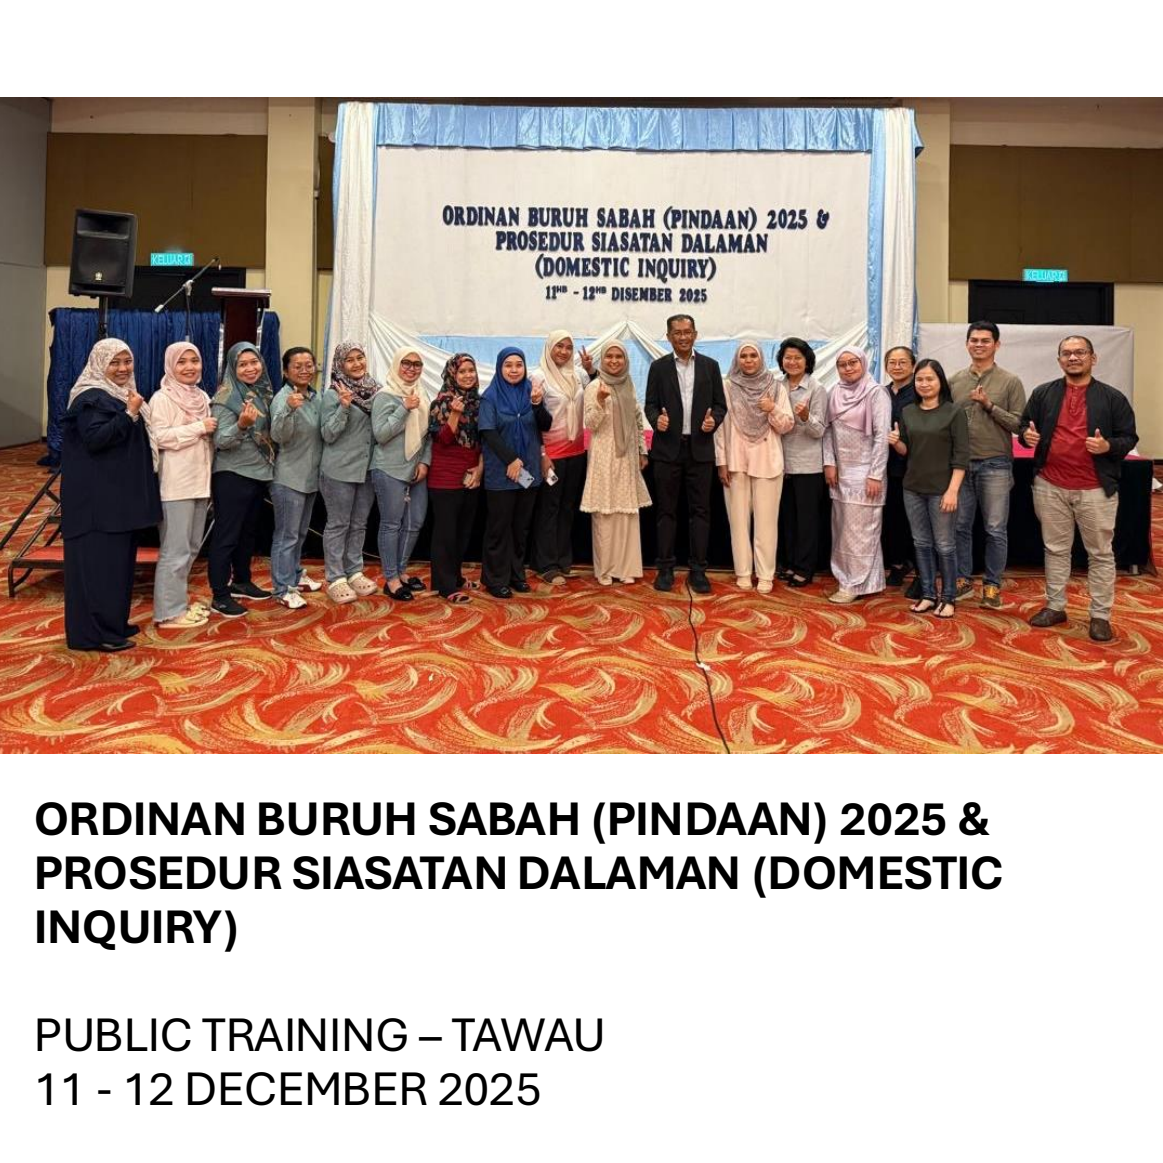 ORDINAN BURUH SABAH (PINDAAN) 2025 &
PROSEDUR SIASATAN DALAMAN
(DOMESTIC INQUIRY)
11HB - 12HB DISEMBER 2025
KELUAR
KELUAR
ORDINAN BURUH SABAH (PINDAAN) 2025 &
PROSEDUR SIASATAN DALAMAN (DOMESTIC
INQUIRY)
PUBLIC TRAINING – TAWAU
11 - 12 DECEMBER 2025